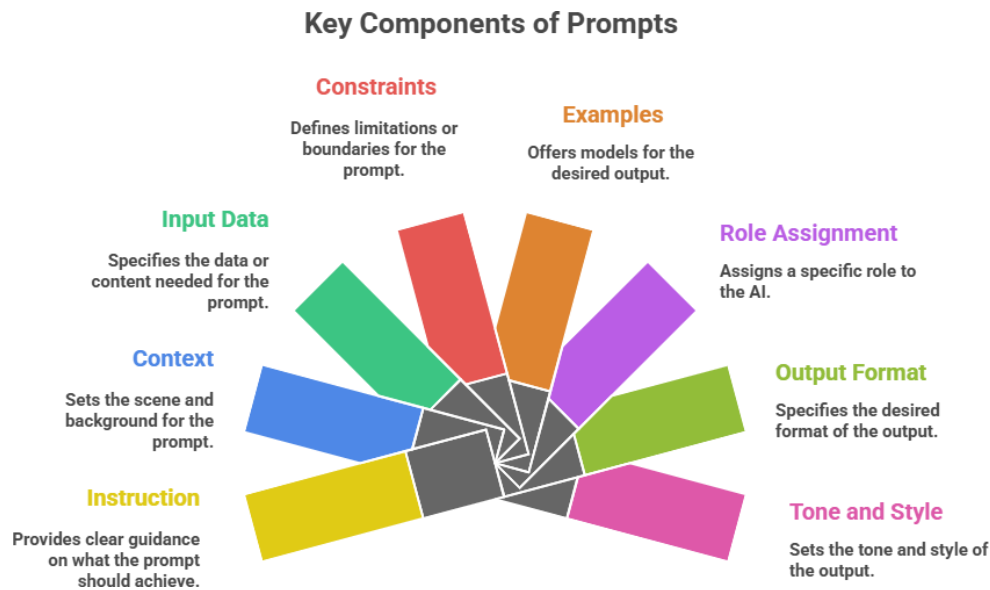 Key Components of Prompts
Constraints
Defines limitations or
boundaries for the
prompt.
Examples
Offers models for the
desired output.
Input Data
Specifies the data or
content needed for the
prompt.
Role Assignment
Assigns a specific role to
the AI.
Context
Sets the scene and
background for the
prompt.
Output Format
Specifies the desired
format of the output.
Instruction
Provides clear guidance
on what the prompt
should achieve.
Tone and Style
Sets the tone and style of
the output.